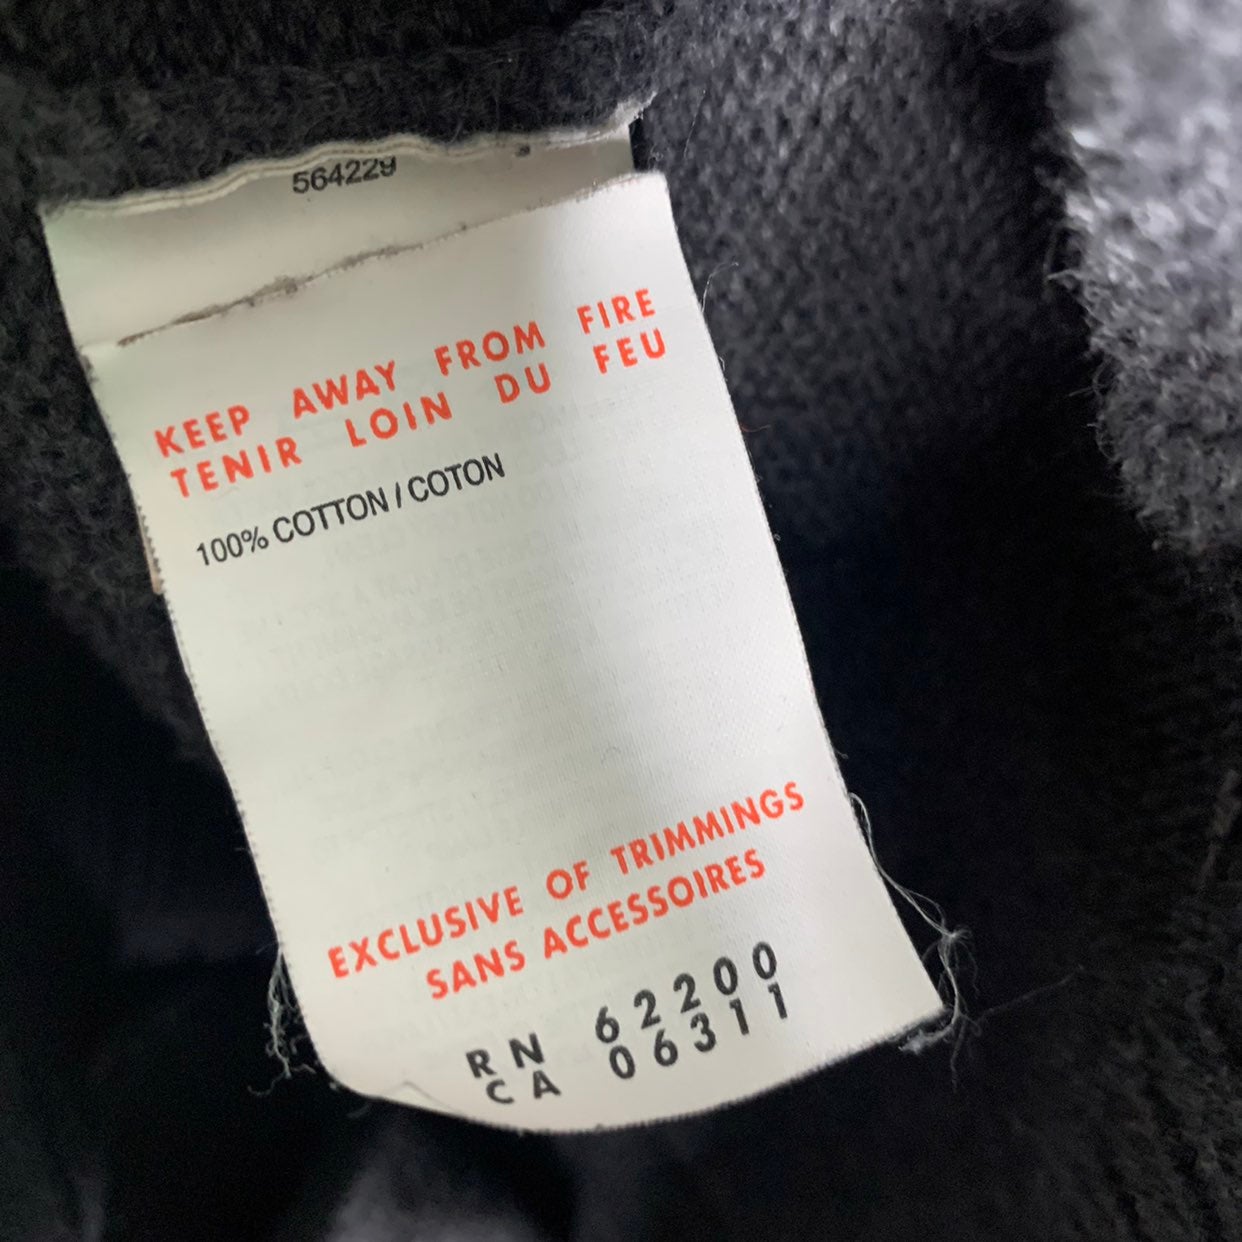 564229
KEEP AWAY FROM FIRE
TENIR LOIN DU FEU
100% COTTON / COTON
EXCLUSIVE OF TRIMMINGS
SANS ACCESSOIRES
RN 62200
CA 06311